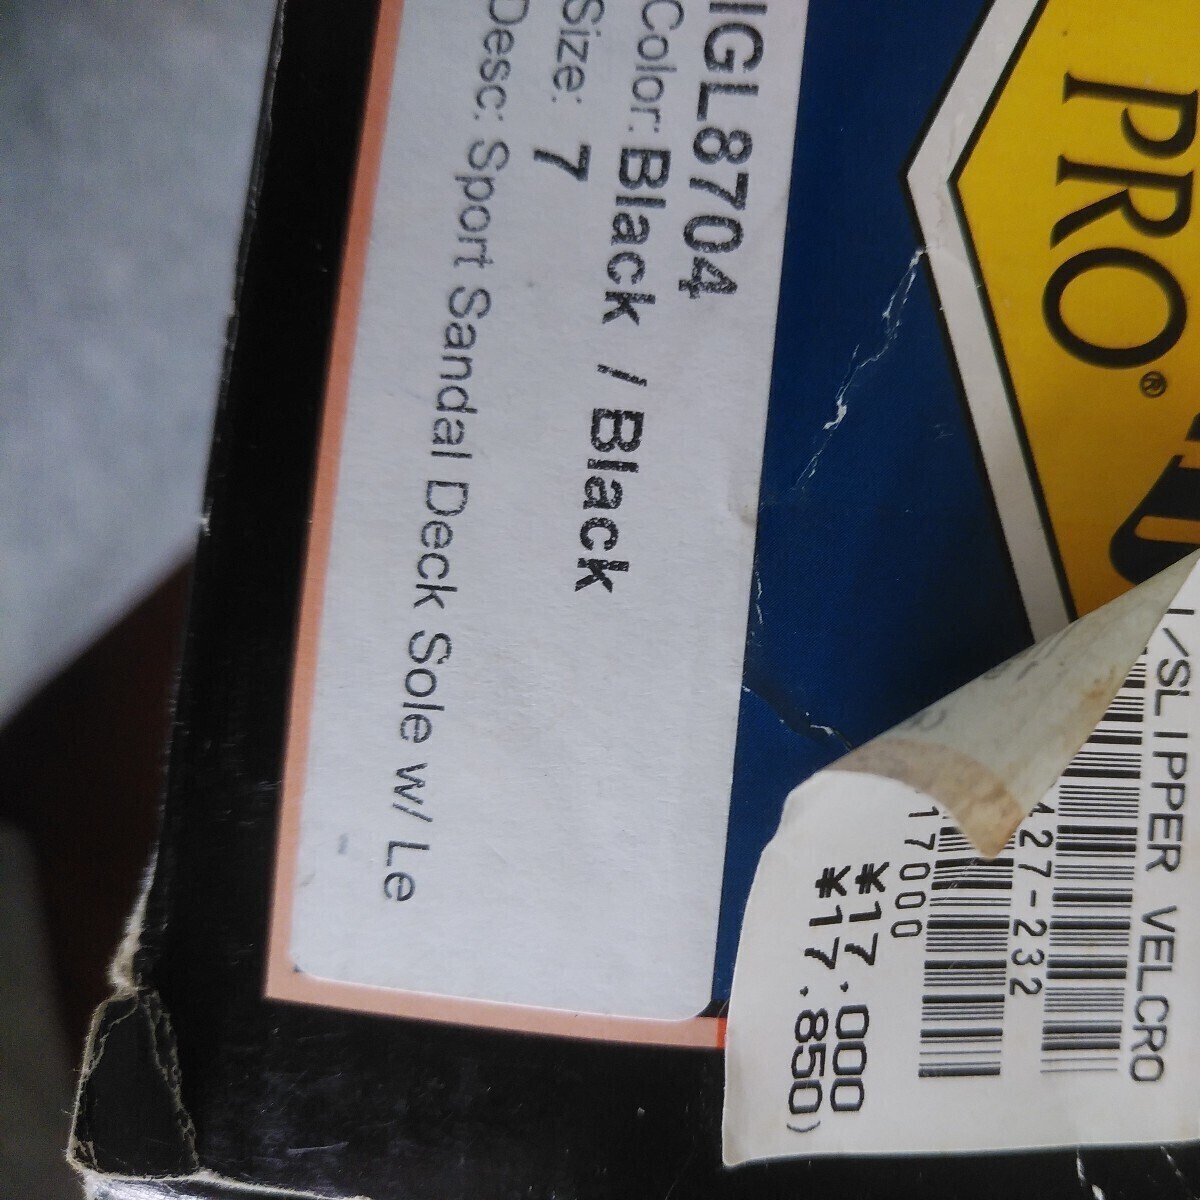 IGL8704
Color: Black / Black
Size: 7
Desc: Sport Sandal Deck Sole w/ Le
PRO®
/SLIPPER VELCRO
427-232
17000
¥17.000
¥17.850)